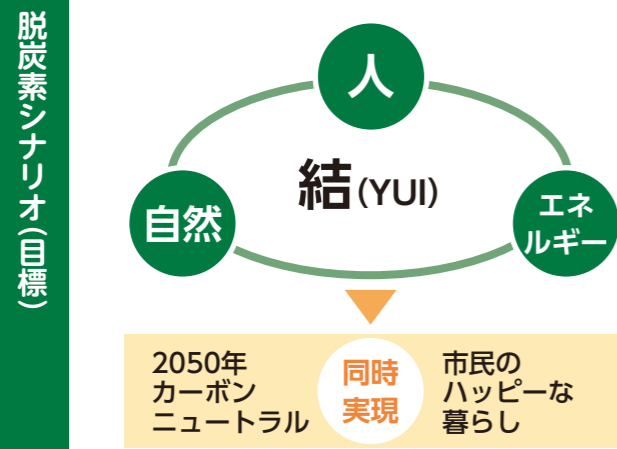 脱炭素シナリオ(目標)
人
結(YUI)
自然
エネ
ルギー
2050年
カーボン
ニュートラル
同時
実現
市民の
ハッピーな
暮らし